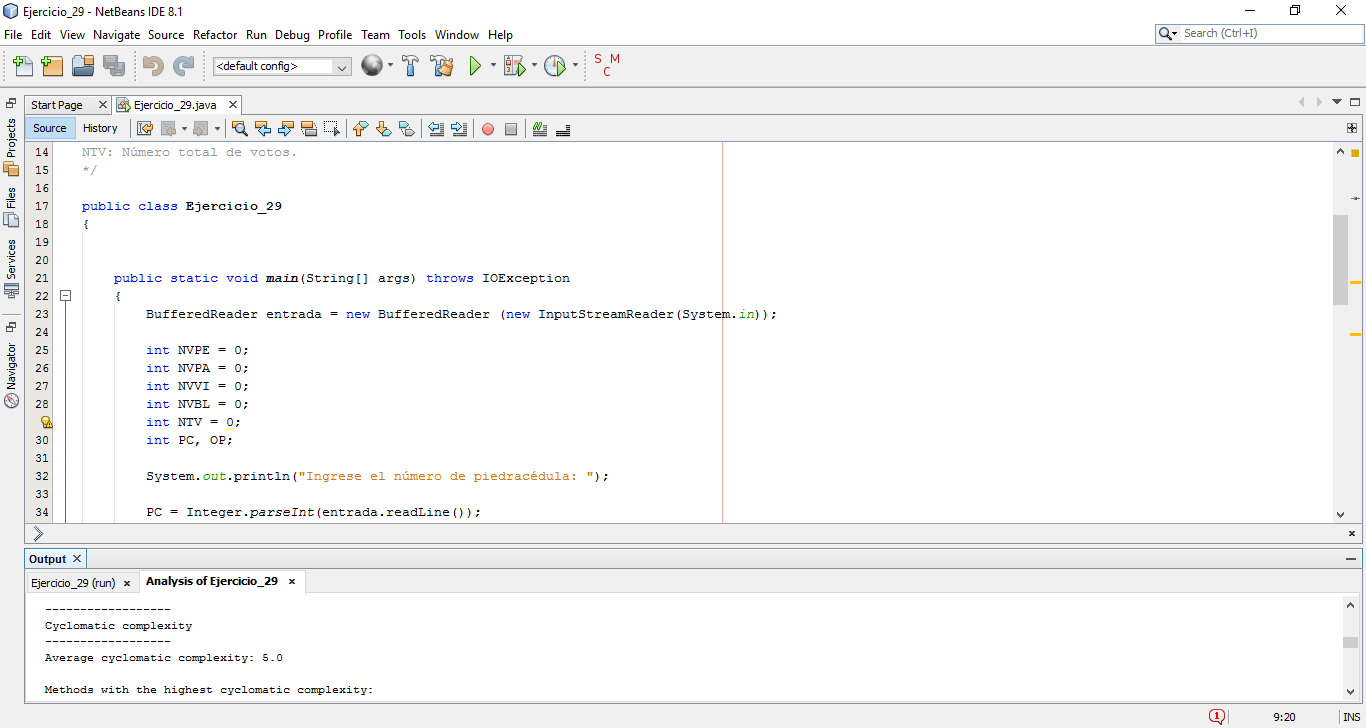 Ejercicio_29 - NetBeans IDE 8.1
File Edit View Navigate Source Refactor Run Debug Profile Team Tools Window Help
Search (Ctrl+I)
<default config>
S M
C
Start Page Ejercicio_29.java
Source History
Projects
Files
Services
Navigator
14 NTV: Número total de votos.
15 */
16
17 public class Ejercicio_29
18 {
19
20
21 public static void main(String[] args) throws IOException
22 {
23 BufferedReader entrada = new BufferedReader (new InputStreamReader(System.in));
24
25 int NVPE = 0;
26 int NVPA = 0;
27 int NVVI = 0;
28 int NVBL = 0;
int NTV = 0;
30 int PC, OP;
31
32 System.out.println("Ingrese el número de piedracédula: ");
33
34 PC = Integer.parseInt(entrada.readLine());
Output
Ejercicio_29 (run) Analysis of Ejercicio_29
------------------
Cyclomatic complexity
------------------
Average cyclomatic complexity: 5.0
Methods with the highest cyclomatic complexity:
1 9:20 INS